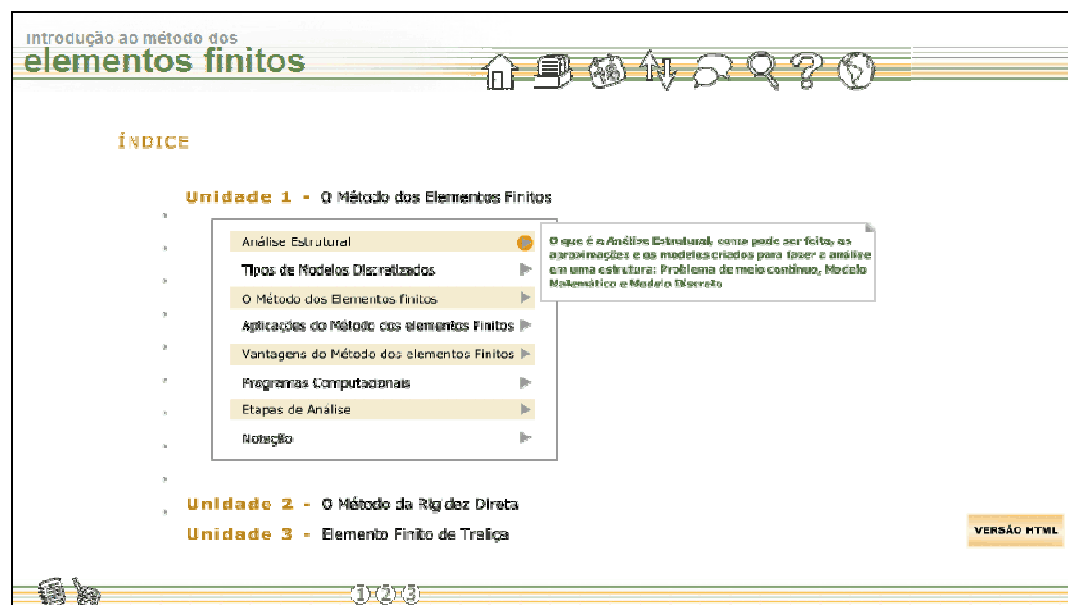 introdução ao método dos
elementos finitos
ÍNDICE
Unidade 1 - O Método dos Elementos Finitos
Análise Estrutural
Tipos de Modelos Discretizados
O Método dos Elementos finitos
Aplicações do Método dos elementos Finitos
Vantagens do Método dos elementos Finitos
Programas Computacionais
Etapas de Análise
Notação
O que é a Análise Estrutural, como pode ser feita, as
aproximações e os modelos criados para fazer a análise
em uma estrutura: Problema de meio contínuo, Modelo
Matemático e Modelo Discreto
Unidade 2 - O Método da Rigidez Direta
Unidade 3 - Elemento Finito de Treliça
VERSÃO HTML
1 2 3